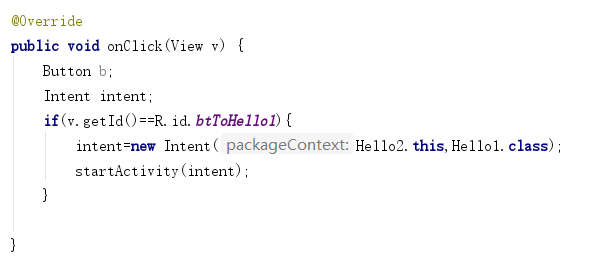 @Override
public void onClick(View v) {
    Button b;
    Intent intent;
    if(v.getId()==R.id.btToHello1){
        intent=new Intent( packageContext: Hello2.this,Hello1.class);
        startActivity(intent);
    }
}